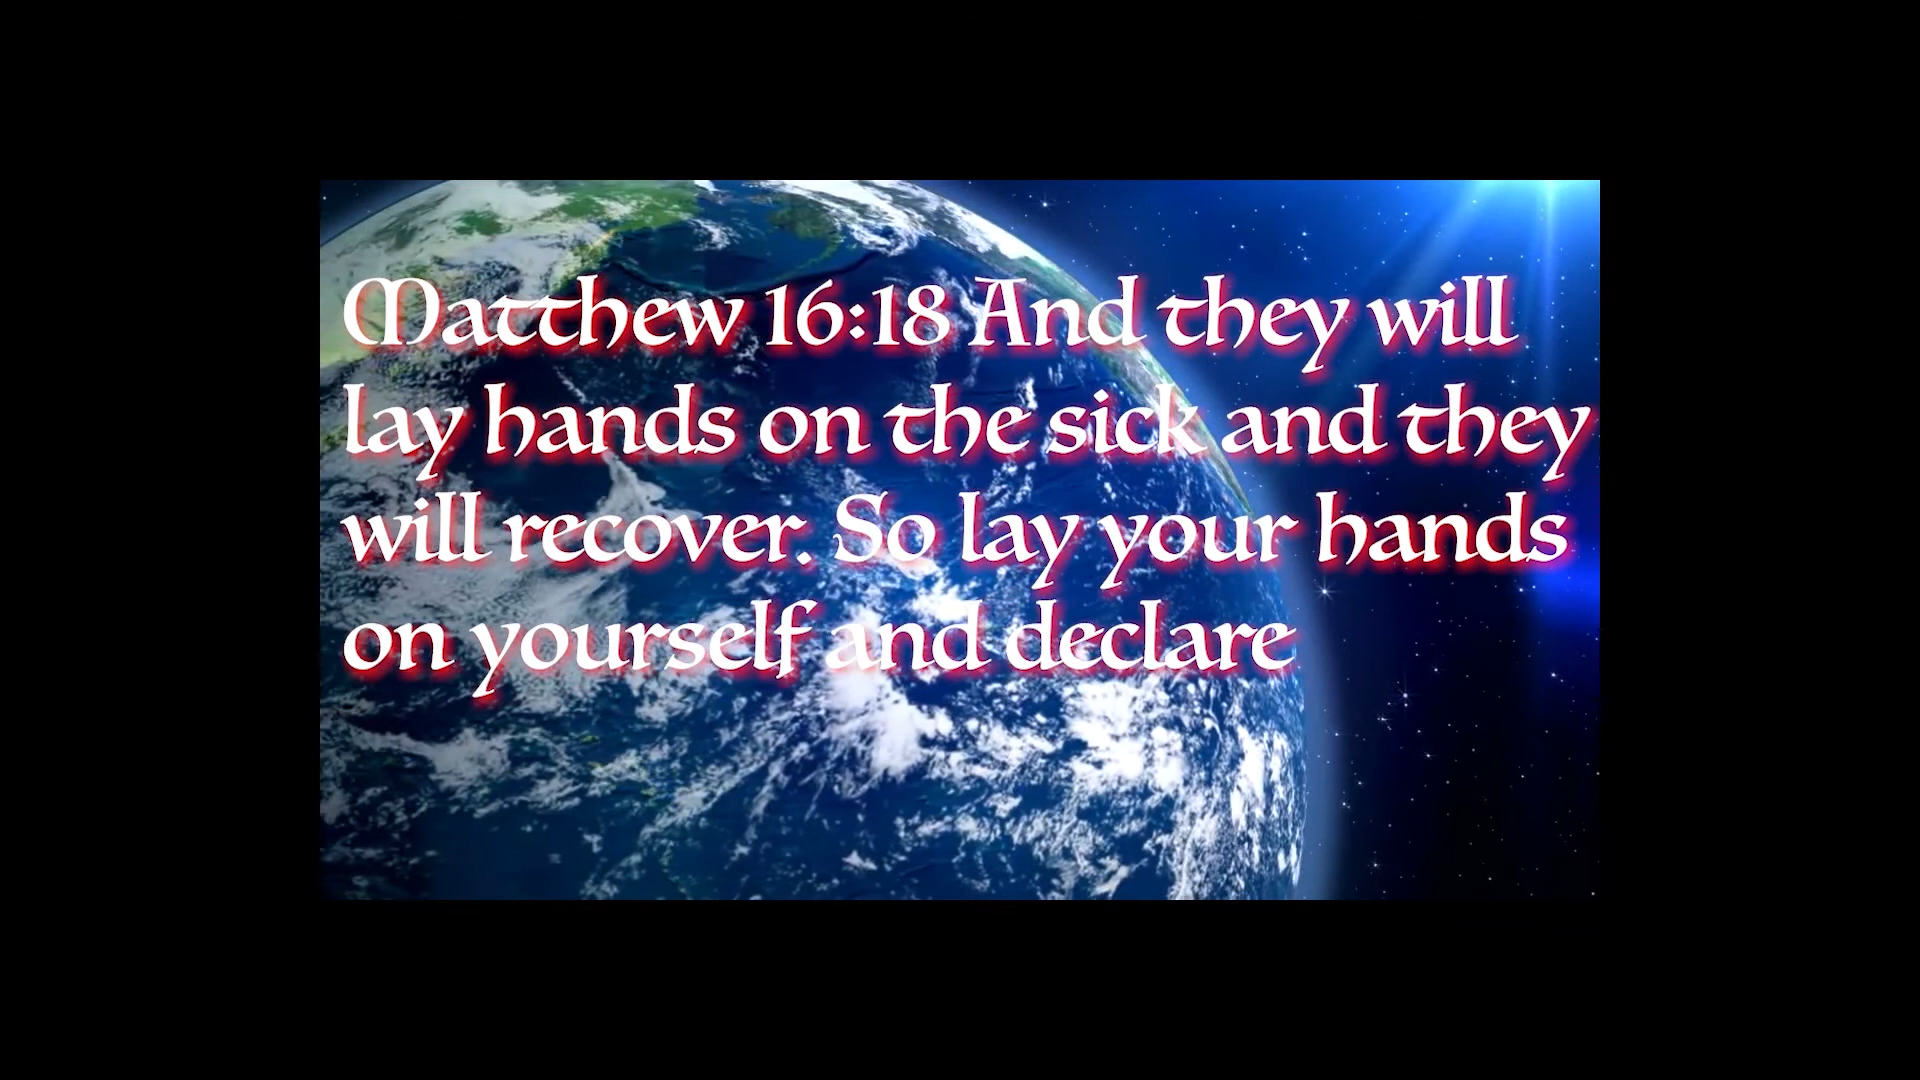 Matthew 16:18 And they will
lay hands on the sick and they
will recover. So lay your hands
on yourself and declare